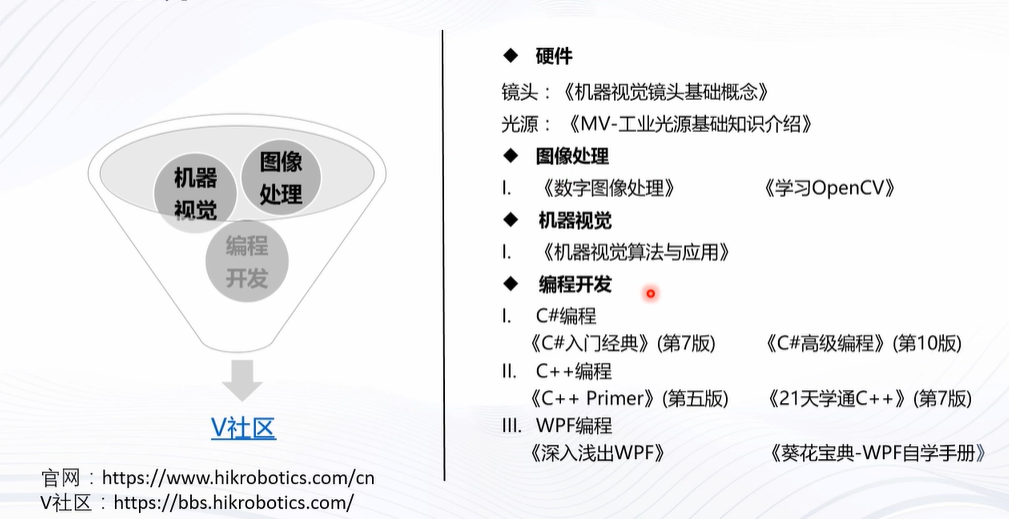 机器
视觉
图像
处理
编程
开发
V社区
官网：https://www.hikrobotics.com/cn
V社区：https://bbs.hikrobotics.com/
◆ 硬件
镜头：《机器视觉镜头基础概念》
光源：《MV-工业光源基础知识介绍》
◆ 图像处理
I. 《数字图像处理》 《学习OpenCV》
◆ 机器视觉
I. 《机器视觉算法与应用》
◆ 编程开发
I. C#编程
《C#入门经典》(第7版) 《C#高级编程》(第10版)
II. C++编程
《C++ Primer》(第五版) 《21天学通C++》(第7版)
III. WPF编程
《深入浅出WPF》 《葵花宝典-WPF自学手册》